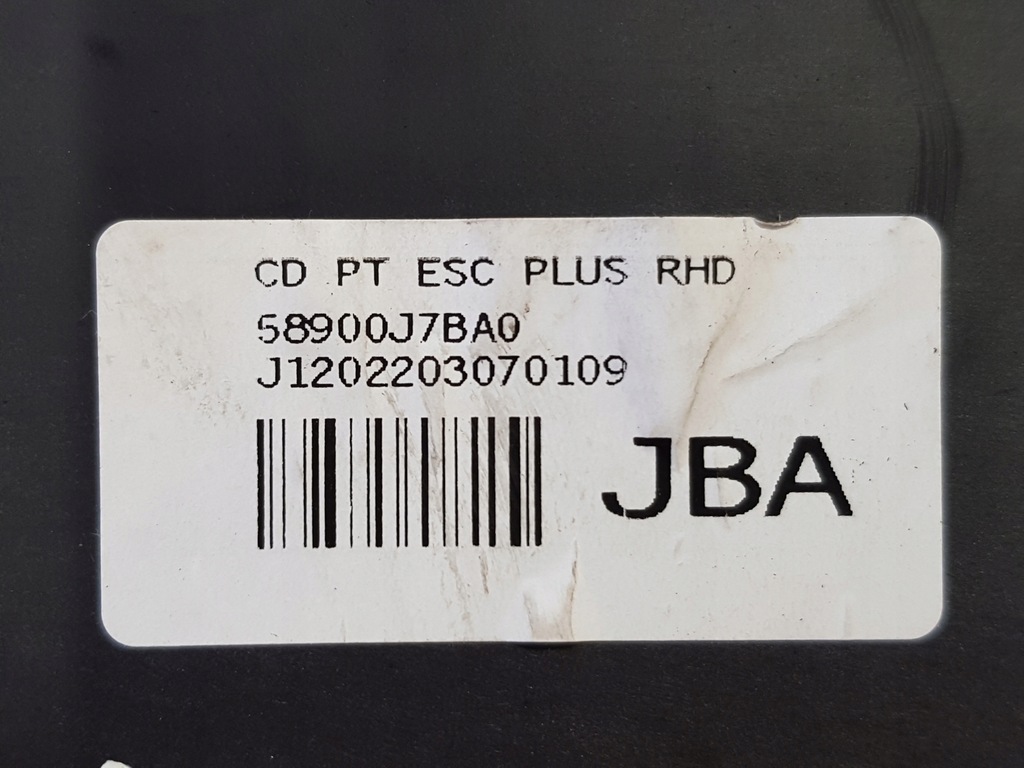 CD PT ESC PLUS RHD
58900J7BA0
J1202203070109
JBA